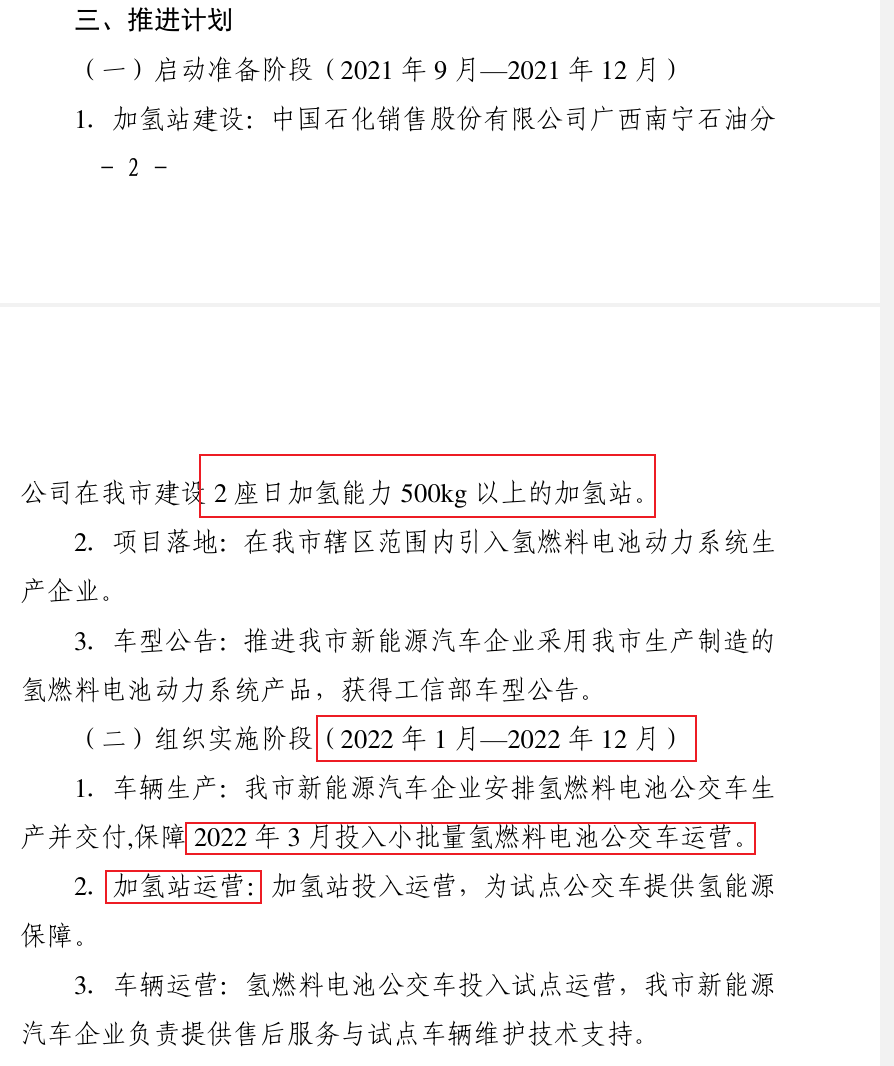 三、推进计划
（一）启动准备阶段（2021 年 9 月—2021 年 12 月）
1. 加氢站建设：中国石化销售股份有限公司广西南宁石油分
- 2 -
公司在我市建设 2 座日加氢能力 500kg 以上的加氢站。
2. 项目落地：在我市辖区范围内引入氢燃料电池动力系统生
产企业。
3. 车型公告：推进我市新能源汽车企业采用我市生产制造的
氢燃料电池动力系统产品，获得工信部车型公告。
（二）组织实施阶段（2022 年 1 月—2022 年 12 月）
1. 车辆生产：我市新能源汽车企业安排氢燃料电池公交车生
产并交付,保障 2022 年 3 月投入小批量氢燃料电池公交车运营。
2. 加氢站运营：加氢站投入运营，为试点公交车提供氢能源
保障。
3. 车辆运营：氢燃料电池公交车投入试点运营，我市新能源
汽车企业负责提供售后服务与试点车辆维护技术支持。